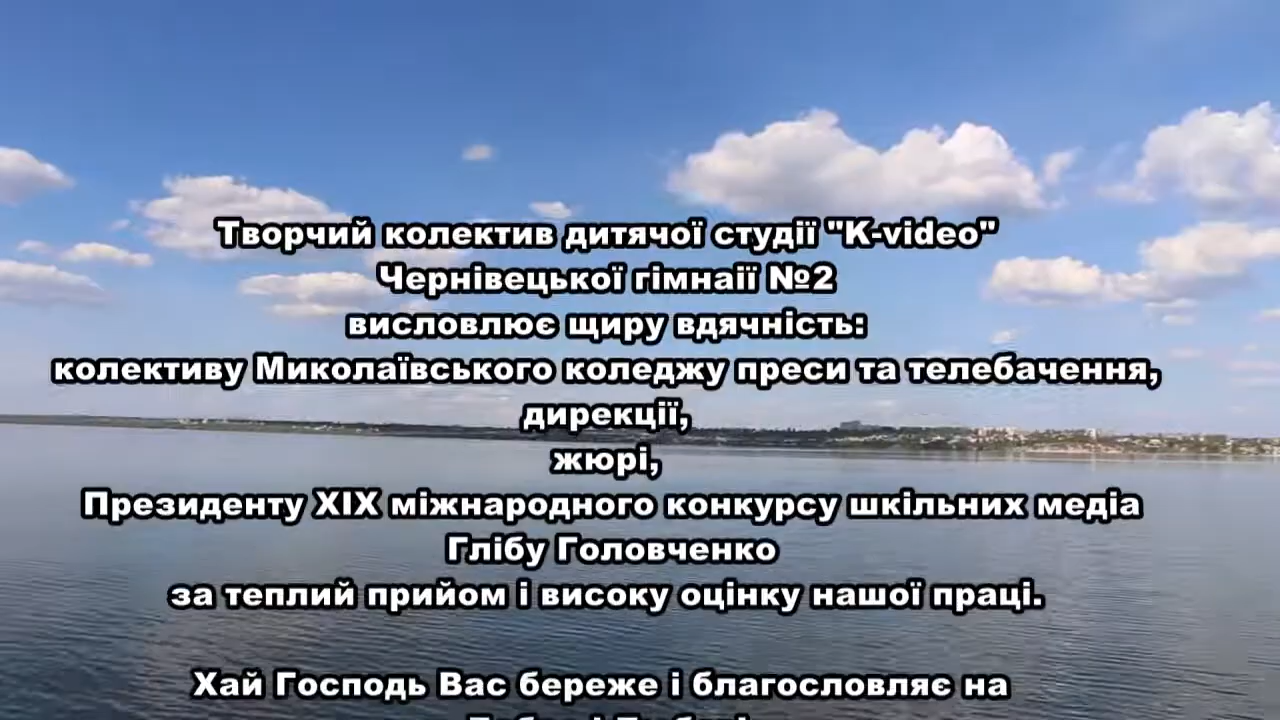 Творчий колектив дитячої студії "K-video"
Чернівецької гімнаії №2
висловлює щиру вдячність:
колективу Миколаївського коледжу преси та телебачення,
дирекції,
жюрі,
Президенту XIX міжнародного конкурсу шкільних медіа
Глібу Головченко
за теплий прийом і високу оцінку нашої праці.
Хай Господь Вас береже і благословляє на